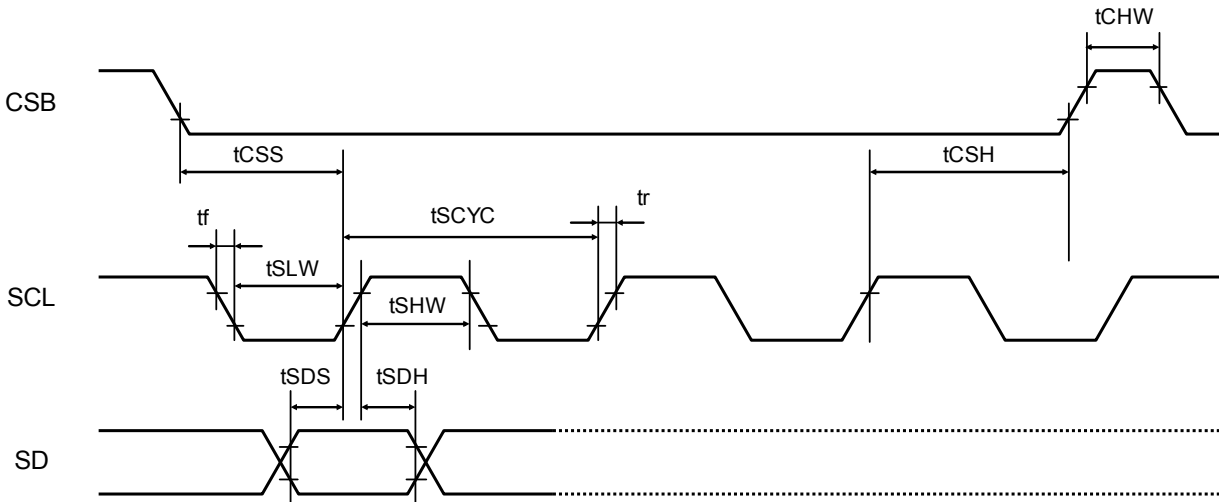 tCHW
CSB
tCSS
tCSH
tf
tSCYC
tr
tSLW
SCL
tSHW
tSDS
tSDH
SD